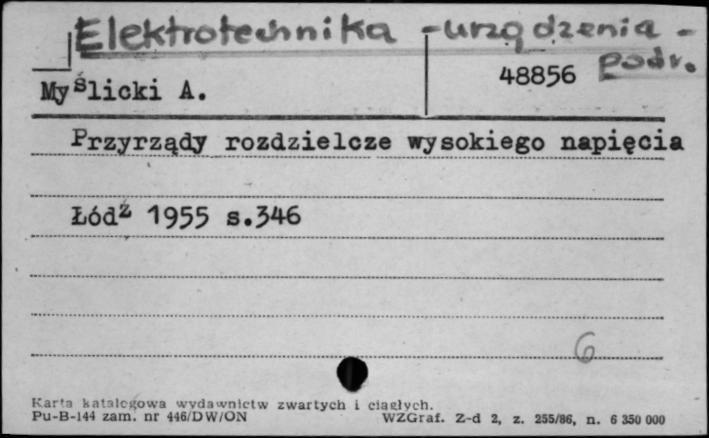 Elektrotechnika - urządzenia -
podr.
48856
Myślicki A.
Przyrządy rozdzielcze wysokiego napięcia
Łódź 1955 s.346
6
Karta katalogowa wydawnictw zwartych i ciągłych.
Pu-B-144 zam. nr 446/DW/ON WZGraf. Z-d 2, z. 255/86, n. 6 350 000